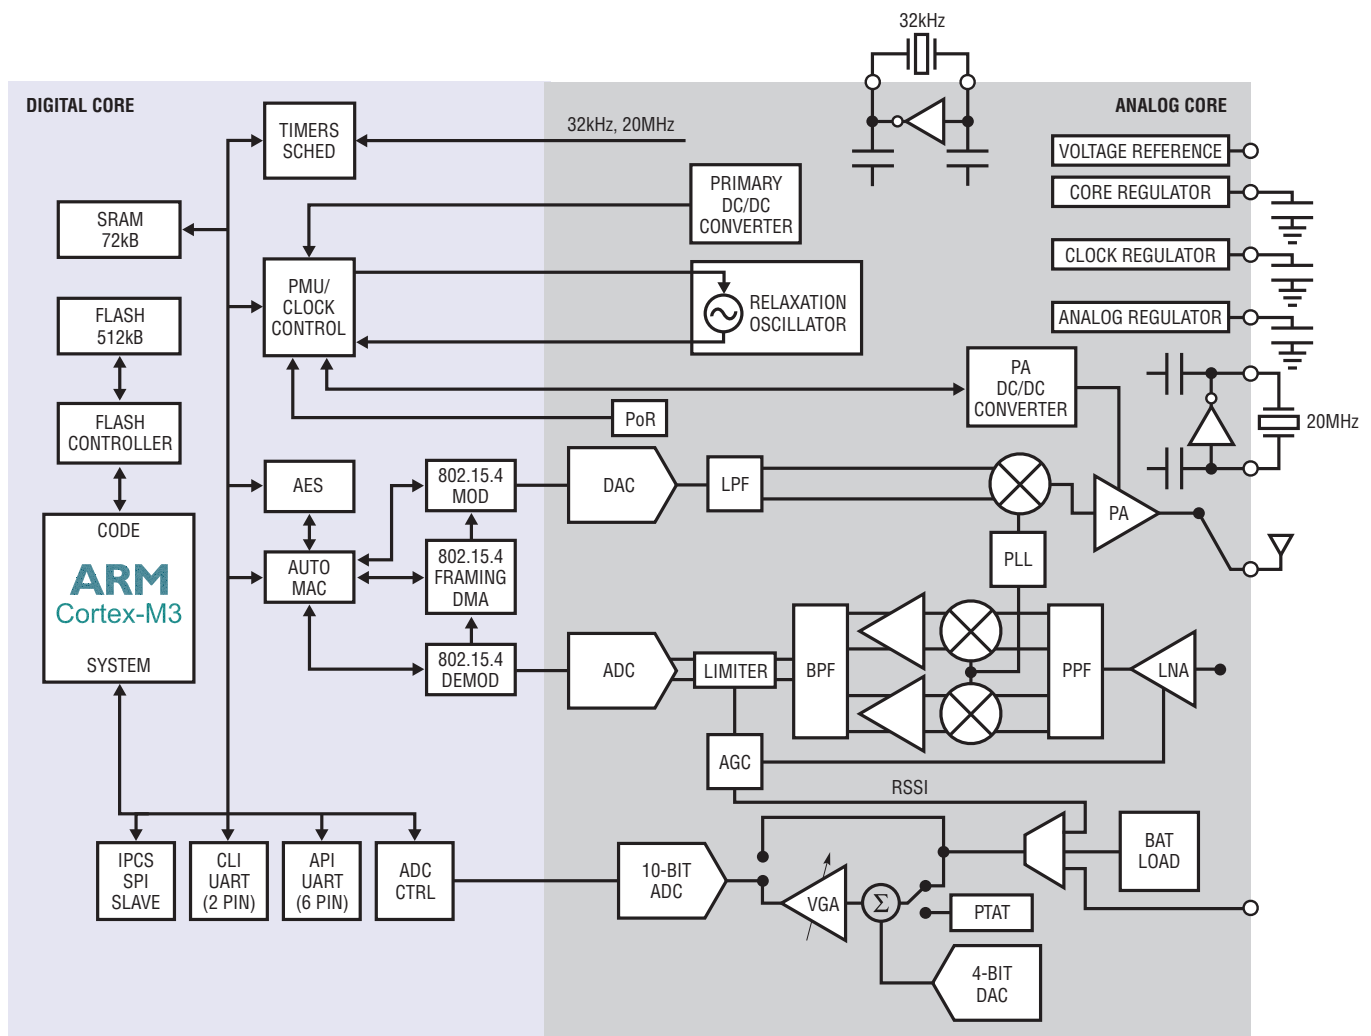 32kHz
DIGITAL CORE
ANALOG CORE
TIMERS
SCHED
32kHz, 20MHz
VOLTAGE REFERENCE
PRIMARY
DC/DC
CONVERTER
CORE REGULATOR
SRAM
72kB
CLOCK REGULATOR
PMU/
CLOCK
CONTROL
RELAXATION
OSCILLATOR
ANALOG REGULATOR
FLASH
512kB
PA
DC/DC
CONVERTER
PoR
20MHz
FLASH
CONTROLLER
AES
802.15.4
MOD
DAC
LPF
PA
CODE
ARM
Cortex-M3
SYSTEM
AUTO
MAC
802.15.4
FRAMING
DMA
PLL
802.15.4
DEMOD
ADC
LIMITER
BPF
PPF
LNA
AGC
RSSI
IPCS
SPI
SLAVE
CLI
UART
(2 PIN)
API
UART
(6 PIN)
ADC
CTRL
10-BIT
ADC
VGA
Σ
BAT
LOAD
PTAT
4-BIT
DAC